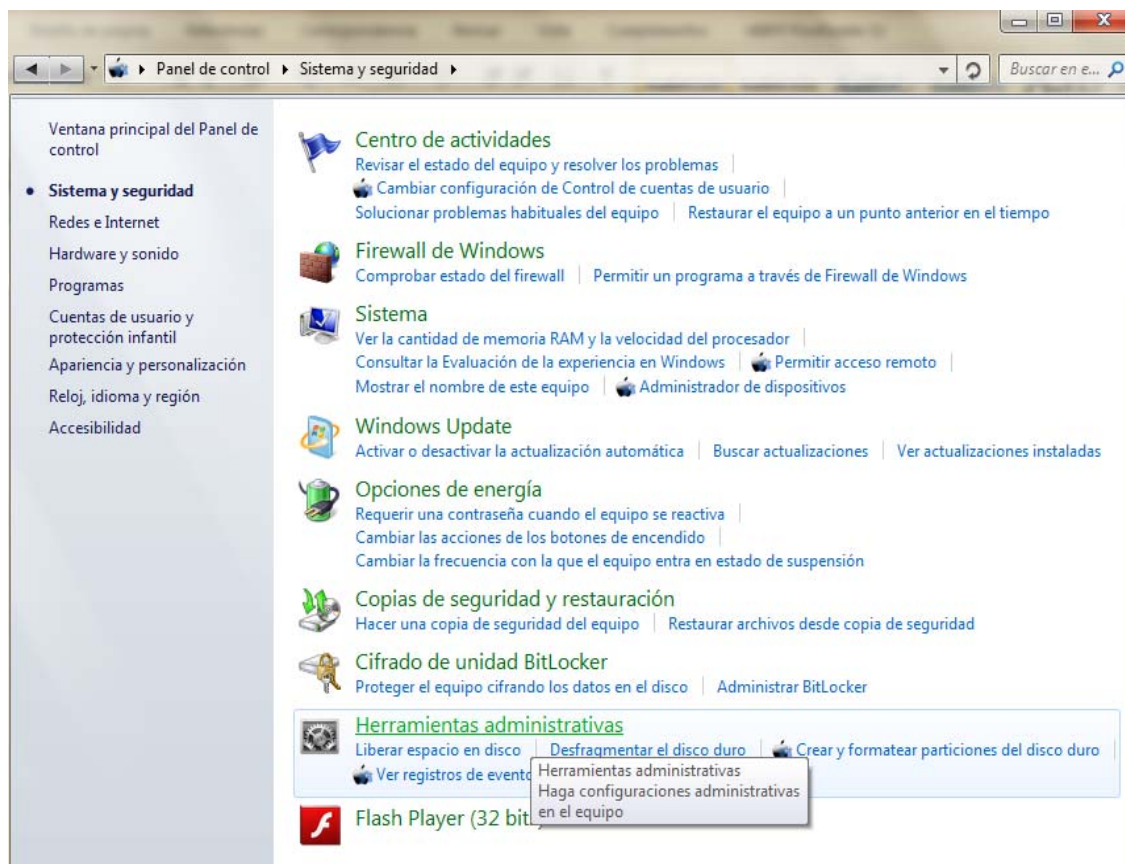 Panel de control Sistema y seguridad
Buscar en e...
Ventana principal del Panel de
control
Sistema y seguridad
Redes e Internet
Hardware y sonido
Programas
Cuentas de usuario y
protección infantil
Apariencia y personalización
Reloj, idioma y región
Accesibilidad
Centro de actividades
Revisar el estado del equipo y resolver los problemas
Cambiar configuración de Control de cuentas de usuario
Solucionar problemas habituales del equipo Restaurar el equipo a un punto anterior en el tiempo
Firewall de Windows
Comprobar estado del firewall Permitir un programa a través de Firewall de Windows
Sistema
Ver la cantidad de memoria RAM y la velocidad del procesador
Consultar la Evaluación de la experiencia en Windows Permitir acceso remoto
Mostrar el nombre de este equipo Administrador de dispositivos
Windows Update
Activar o desactivar la actualización automática Buscar actualizaciones Ver actualizaciones instaladas
Opciones de energía
Requerir una contraseña cuando el equipo se reactiva
Cambiar las acciones de los botones de encendido
Cambiar la frecuencia con la que el equipo entra en estado de suspensión
Copias de seguridad y restauración
Hacer una copia de seguridad del equipo Restaurar archivos desde copia de seguridad
Cifrado de unidad BitLocker
Proteger el equipo cifrando los datos en el disco Administrar BitLocker
Herramientas administrativas
Liberar espacio en disco Desfragmentar el disco duro Crear y formatear particiones del disco duro
Ver registros de evento
Herramientas administrativas
Haga configuraciones administrativas
en el equipo
Flash Player (32 bit